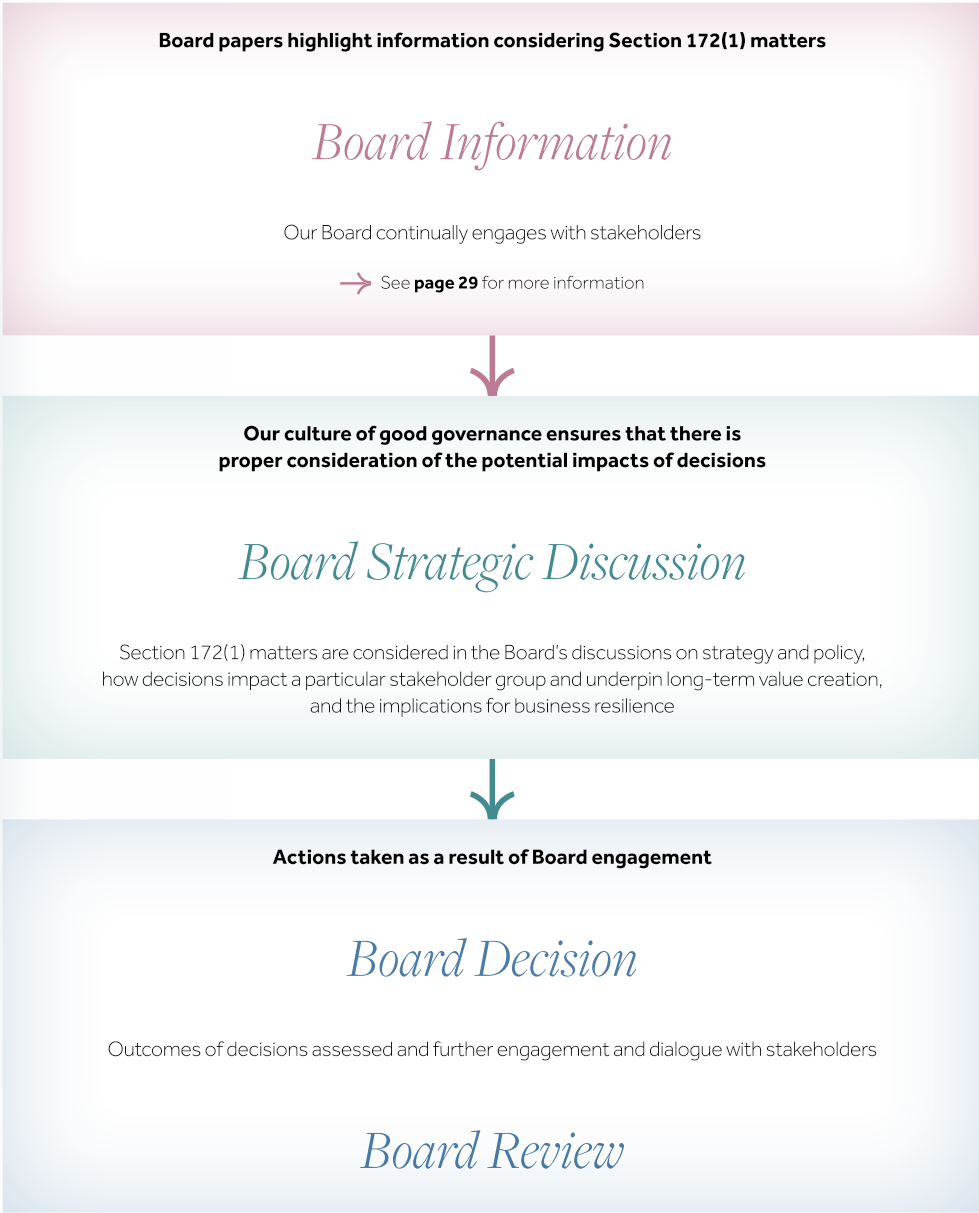 Board papers highlight information considering Section 172(1) matters
Board Information
Our Board continually engages with stakeholders
See page 29 for more information
Our culture of good governance ensures that there is
proper consideration of the potential impacts of decisions
Board Strategic Discussion
Section 172(1) matters are considered in the Board’s discussions on strategy and policy,
how decisions impact a particular stakeholder group and underpin long-term value creation,
and the implications for business resilience
Actions taken as a result of Board engagement
Board Decision
Outcomes of decisions assessed and further engagement and dialogue with stakeholders
Board Review